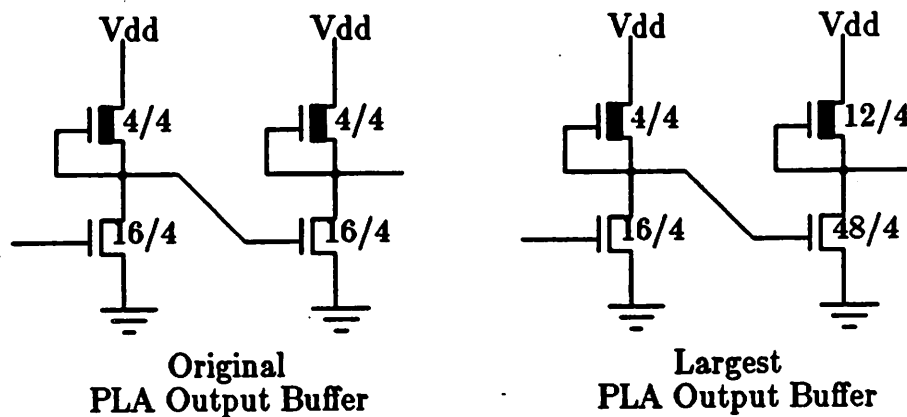 Vdd Vdd Vdd Vdd
4/4 4/4 4/4 12/4
16/4 16/4 16/4 48/4
Original
PLA Output Buffer
Largest
PLA Output Buffer